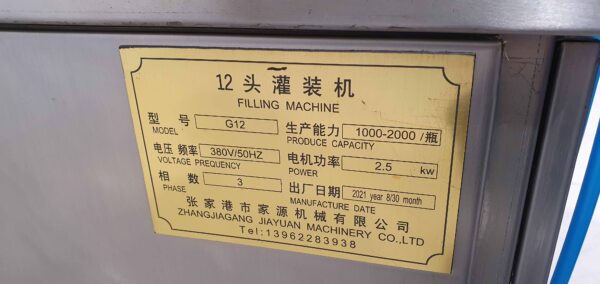 12头灌装机
FILLING MACHINE
型 号 G12 生产能力 1000-2000/瓶
MODEL PRODUCE CAPACITY
电压 频率 380V/50HZ 电机功率 2.5 kw
VOLTAGE PREQUENCY POWER
相 数 3 出厂日期 2021 year 8/30 month
PHASE MANUFACTURE DATE
张家港市家源机械有限公司
ZHANGJIAGANG JIAYUAN MACHINERY CO.,LTD
Tel:13962283938